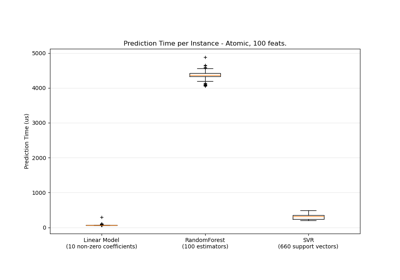 Prediction Time per Instance - Atomic, 100 feats.
5000
4000
3000
2000
1000
0
Prediction Time (us)
Linear Model
(10 non-zero coefficients)
RandomForest
(100 estimators)
SVR
(660 support vectors)